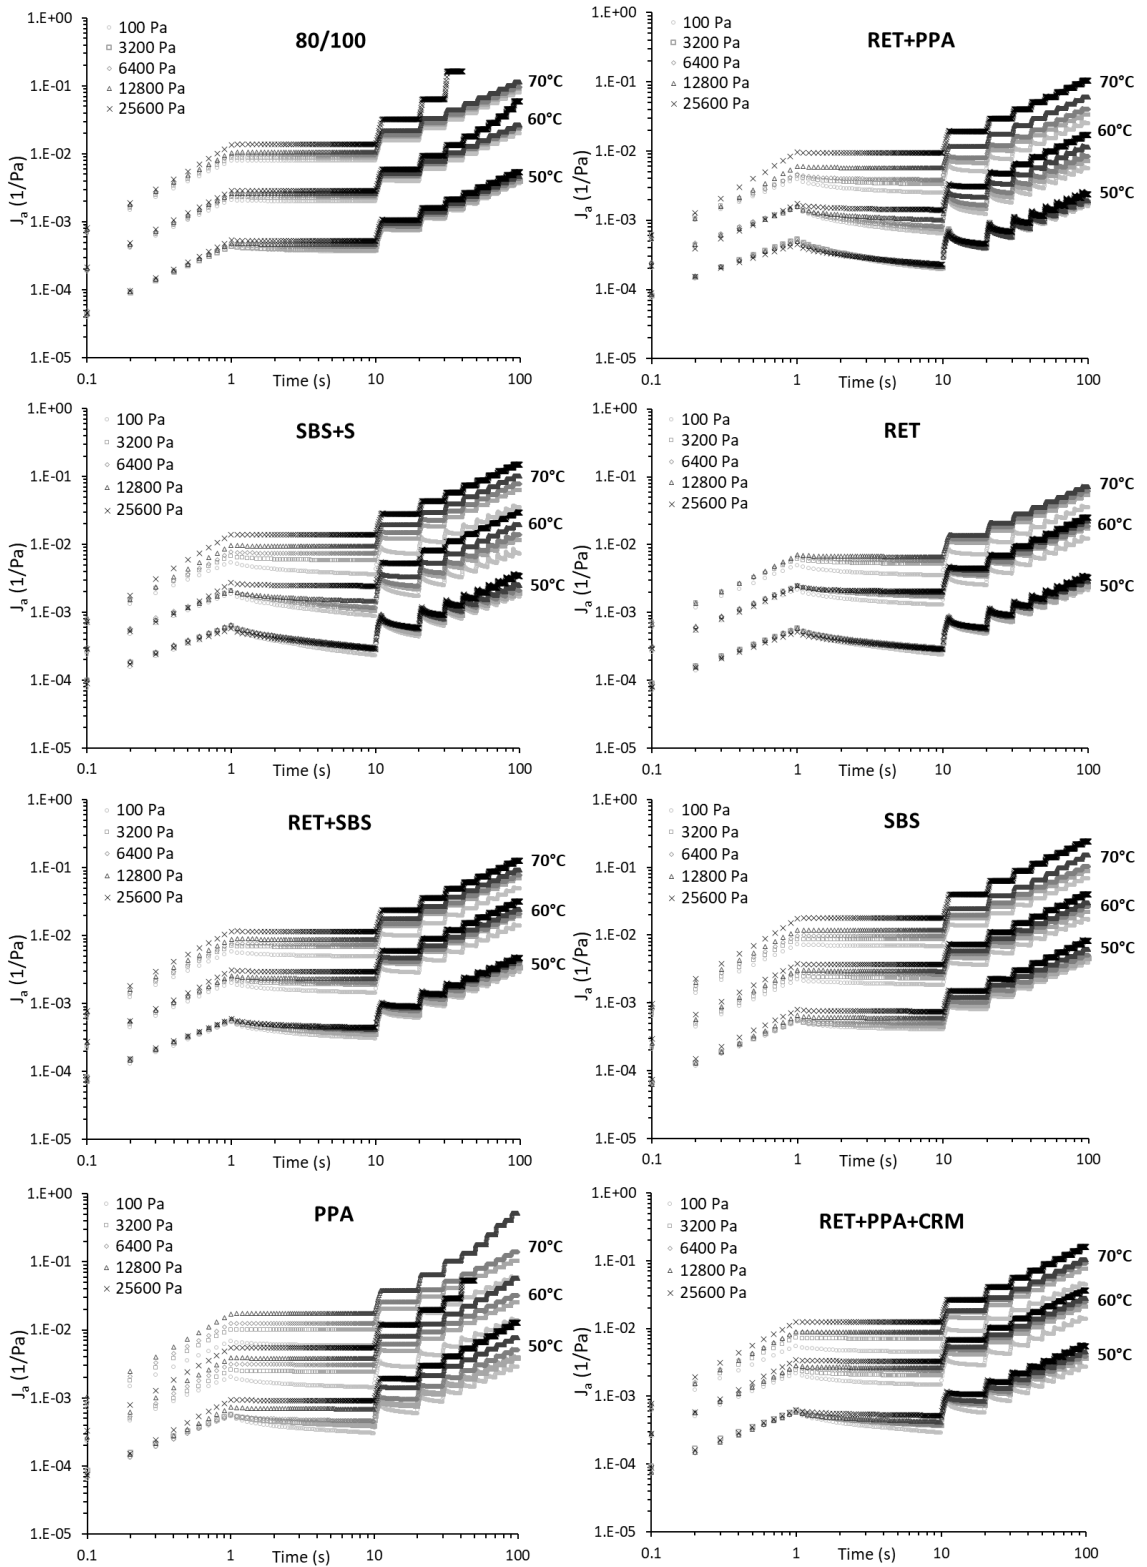 80/100
100 Pa
3200 Pa
6400 Pa
12800 Pa
25600 Pa
1.E+00
1.E-01
1.E-02
1.E-03
1.E-04
1.E-05
Jₐ (1/Pa)
70°C
60°C
50°C
0.1 1 10 100
Time (s)
RET+PPA
100 Pa
3200 Pa
6400 Pa
12800 Pa
25600 Pa
1.E+00
1.E-01
1.E-02
1.E-03
1.E-04
1.E-05
Jₐ (1/Pa)
70°C
60°C
50°C
0.1 1 10 100
Time (s)
SBS+S
100 Pa
3200 Pa
6400 Pa
12800 Pa
25600 Pa
1.E+00
1.E-01
1.E-02
1.E-03
1.E-04
1.E-05
Jₐ (1/Pa)
70°C
60°C
50°C
0.1 1 10 100
Time (s)
RET
100 Pa
3200 Pa
6400 Pa
12800 Pa
25600 Pa
1.E+00
1.E-01
1.E-02
1.E-03
1.E-04
1.E-05
Jₐ (1/Pa)
70°C
60°C
50°C
0.1 1 10 100
Time (s)
RET+SBS
100 Pa
3200 Pa
6400 Pa
12800 Pa
25600 Pa
1.E+00
1.E-01
1.E-02
1.E-03
1.E-04
1.E-05
Jₐ (1/Pa)
70°C
60°C
50°C
0.1 1 10 100
Time (s)
SBS
100 Pa
3200 Pa
6400 Pa
12800 Pa
25600 Pa
1.E+00
1.E-01
1.E-02
1.E-03
1.E-04
1.E-05
Jₐ (1/Pa)
70°C
60°C
50°C
0.1 1 10 100
Time (s)
PPA
100 Pa
3200 Pa
6400 Pa
12800 Pa
25600 Pa
1.E+00
1.E-01
1.E-02
1.E-03
1.E-04
1.E-05
Jₐ (1/Pa)
70°C
60°C
50°C
0.1 1 10 100
Time (s)
RET+PPA+CRM
100 Pa
3200 Pa
6400 Pa
12800 Pa
25600 Pa
1.E+00
1.E-01
1.E-02
1.E-03
1.E-04
1.E-05
Jₐ (1/Pa)
70°C
60°C
50°C
0.1 1 10 100
Time (s)